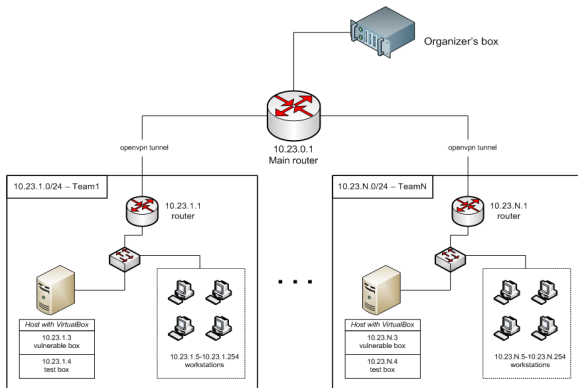 Organizer's box
10.23.0.1
Main router
openvpn tunnel
openvpn tunnel
10.23.1.0/24 – Team1
10.23.1.1
router
Host with VirtualBox
10.23.1.3
vulnerable box
10.23.1.4
test box
10.23.1.5-10.23.1.254
workstations
. . .
10.23.N.0/24 – TeamN
10.23.N.1
router
Host with VirtualBox
10.23.N.3
vulnerable box
10.23.N.4
test box
10.23.N.5-10.23.N.254
workstations